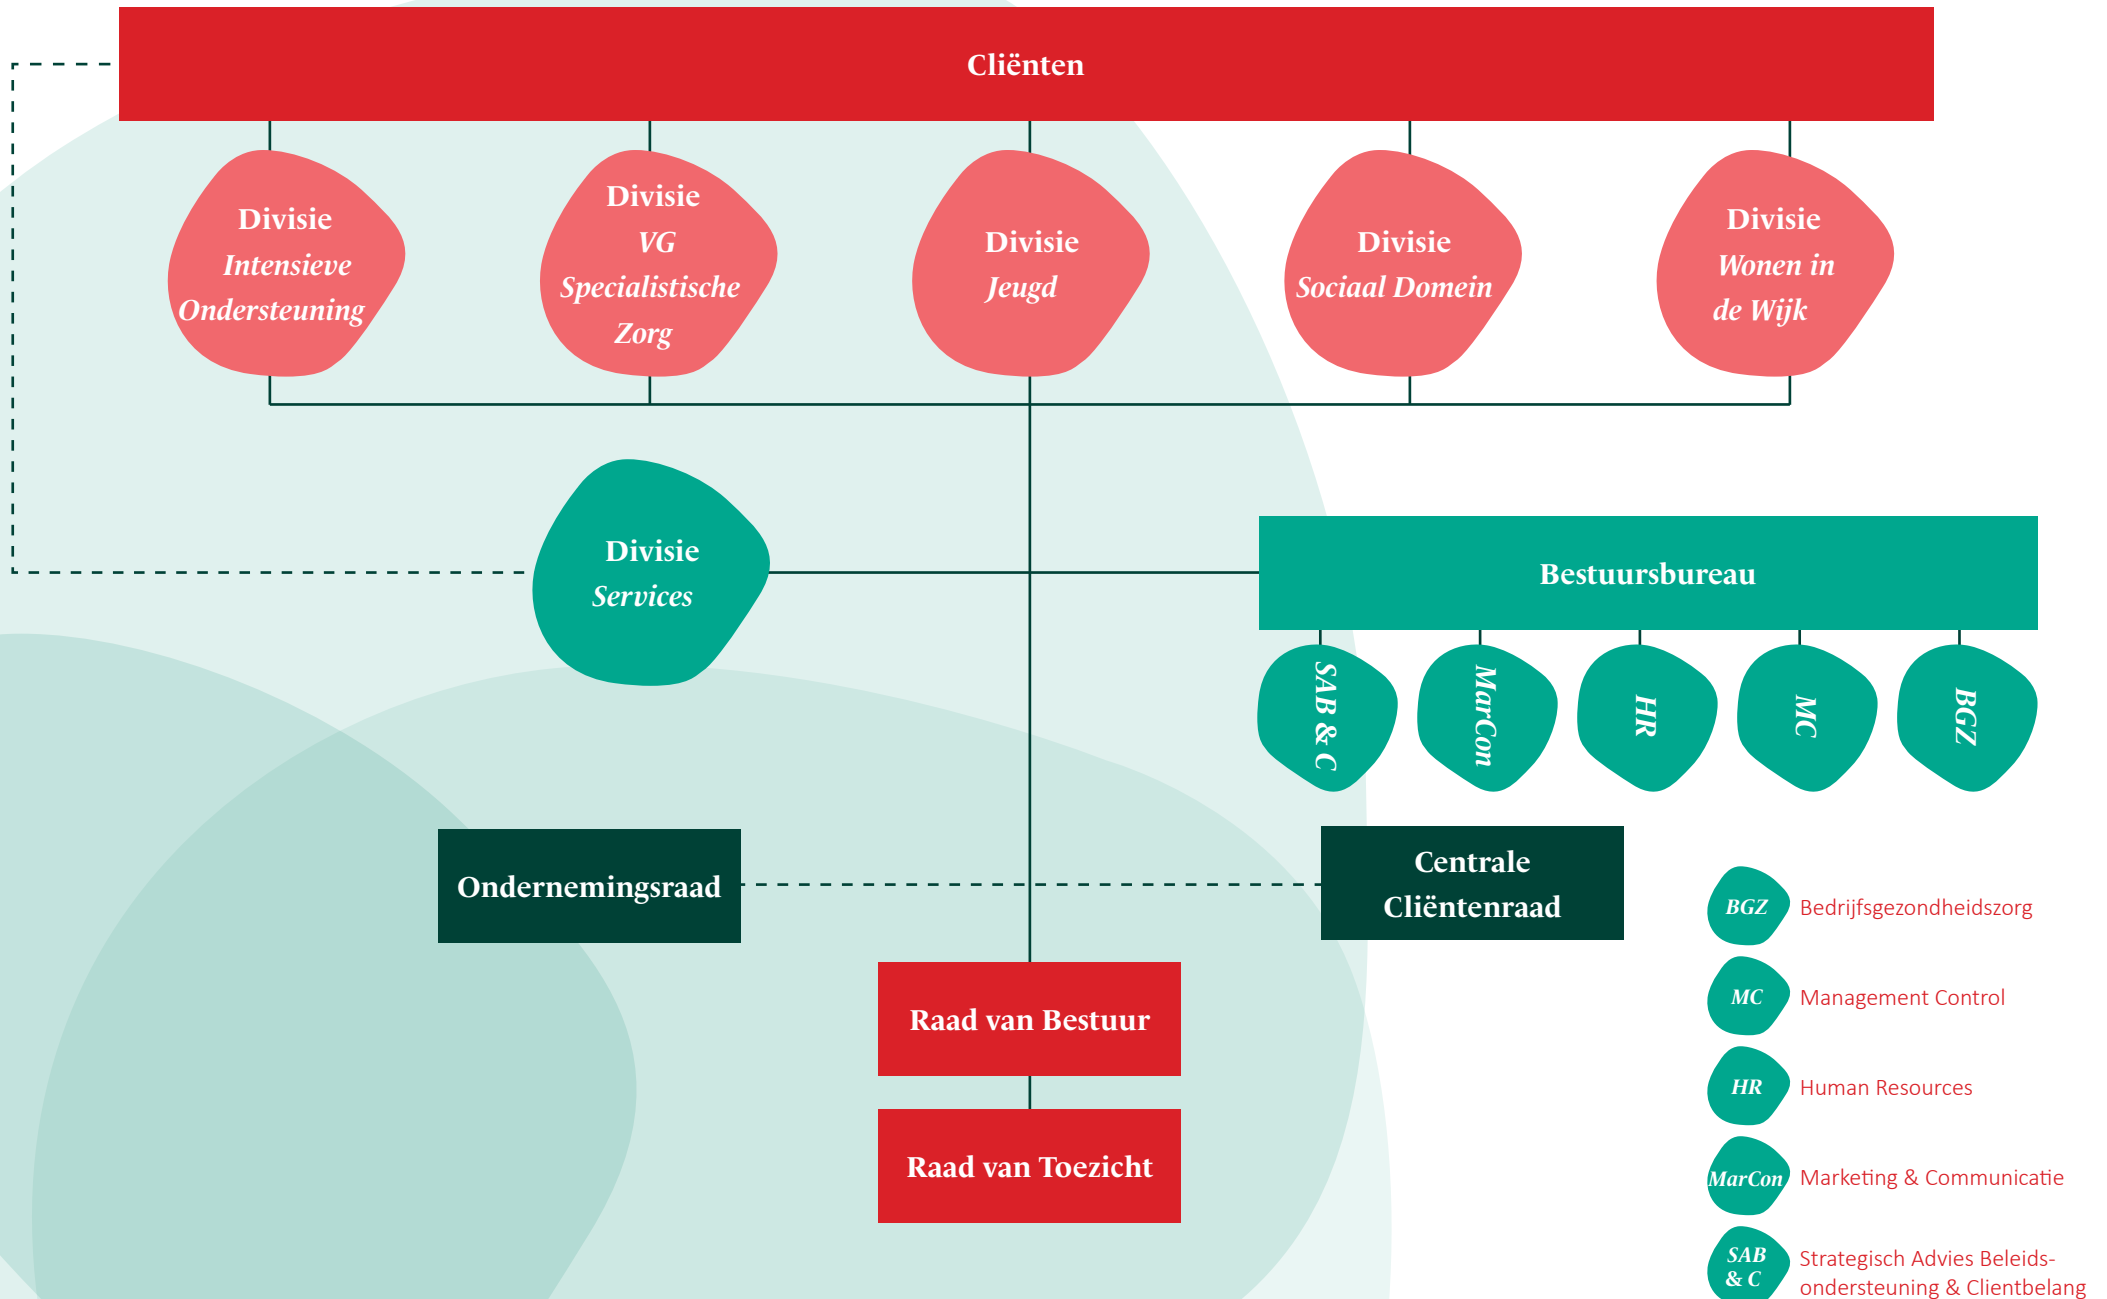 Cliënten
Divisie
Intensieve
Ondersteuning
Divisie
VG
Specialistische
Zorg
Divisie
Jeugd
Divisie
Sociaal Domein
Divisie
Wonen in
de Wijk
Divisie
Services
Bestuursbureau
SAB & C
MarCon
HR
MC
BGZ
Ondernemingsraad
Centrale
Cliëntenraad
Raad van Bestuur
Raad van Toezicht
BGZ Bedrijfsgezondheidszorg
MC Management Control
HR Human Resources
MarCon Marketing & Communicatie
SAB
& C
Strategisch Advies Beleids-
ondersteuning & Clientbelang